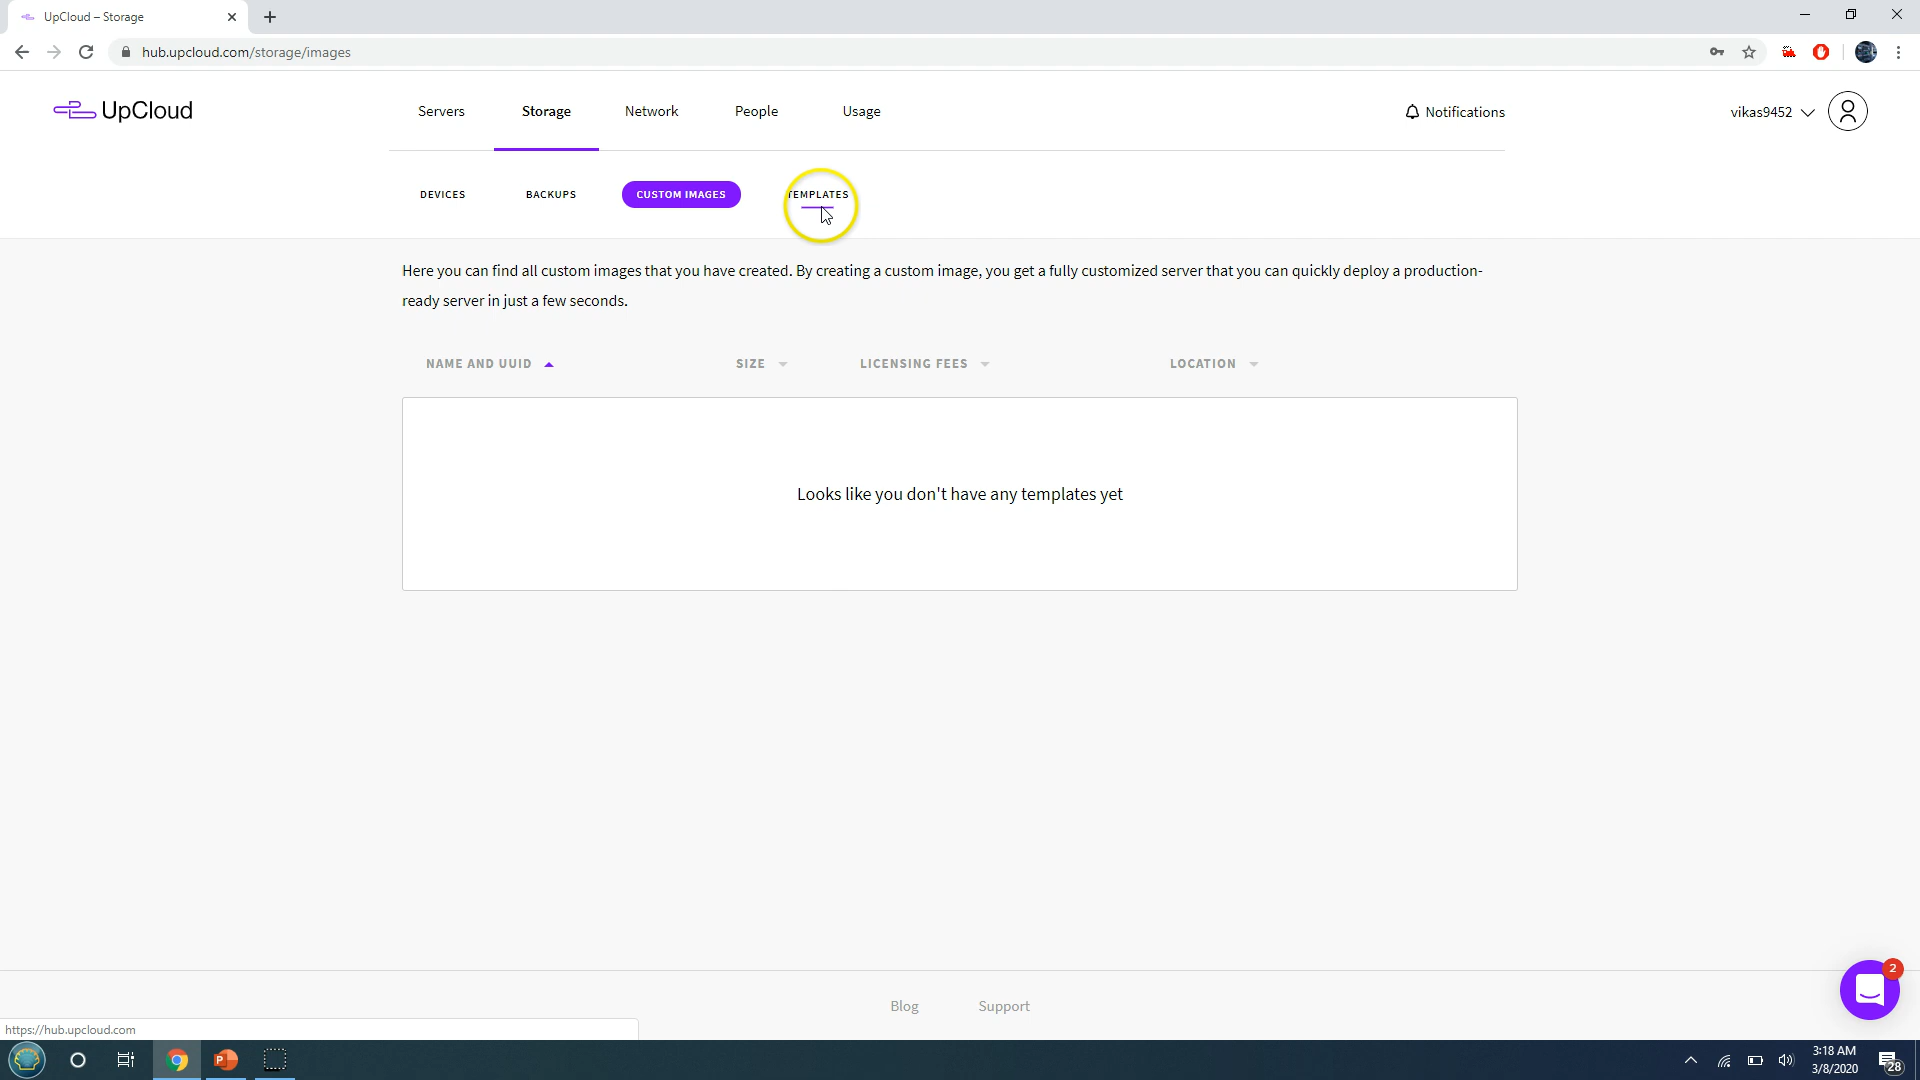 UpCloud – Storage
hub.upcloud.com/storage/images
UpCloud
Servers
Storage
Network
People
Usage
Notifications
vikas9452
DEVICES
BACKUPS
CUSTOM IMAGES
TEMPLATES
Here you can find all custom images that you have created. By creating a custom image, you get a fully customized server that you can quickly deploy a production-
ready server in just a few seconds.
NAME AND UUID
SIZE
LICENSING FEES
LOCATION
Looks like you don't have any templates yet
2
Blog
Support
https://hub.upcloud.com
P
3:18 AM
3/8/2020
28